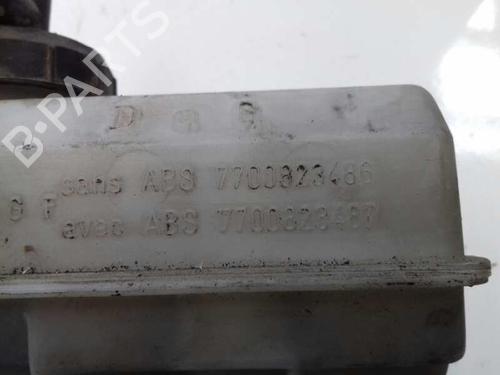 D & G
sans ABS 7700823486
G F
avec ABS 7700823487
B-PARTS